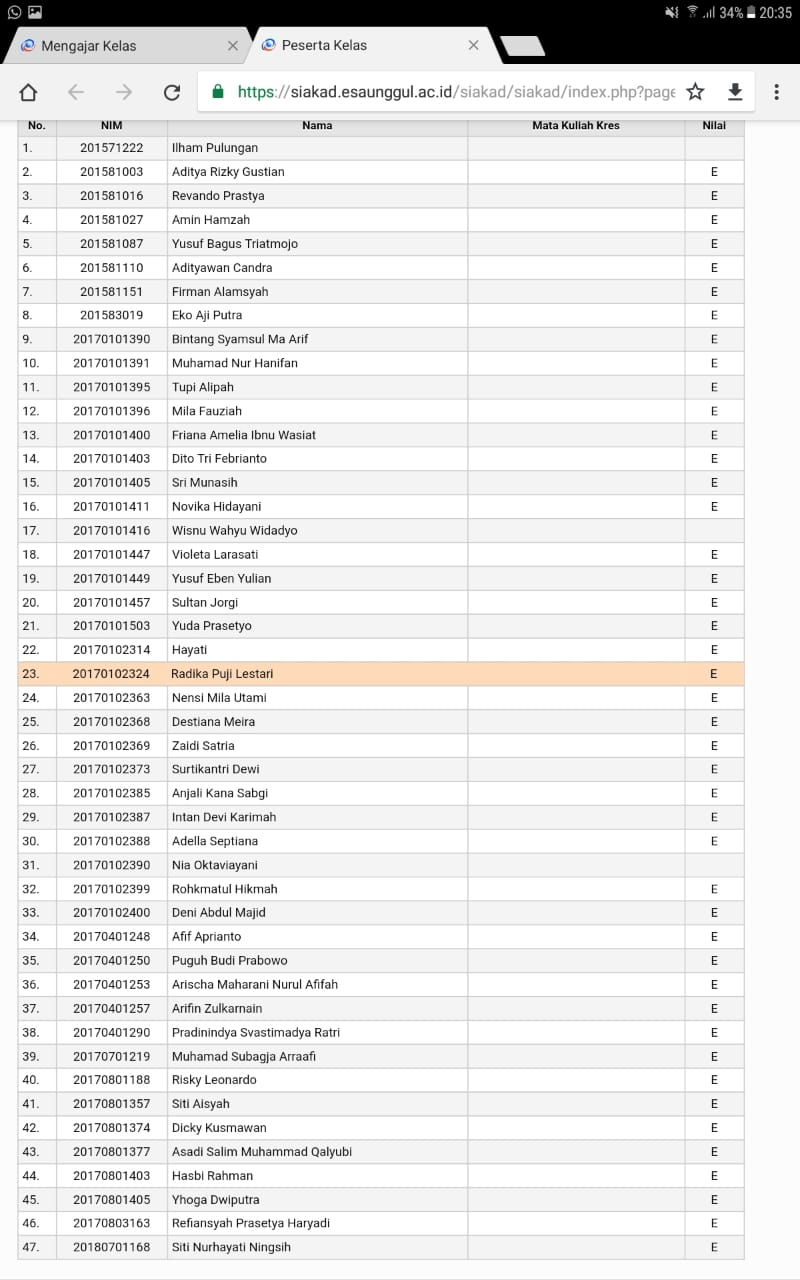 34% 20:35
Mengajar Kelas Peserta Kelas
https://siakad.esaunggul.ac.id/siakad/siakad/index.php?page
No. NIM Nama Mata Kuliah Kres Nilai
1. 201571222 Ilham Pulungan
2. 201581003 Aditya Rizky Gustian E
3. 201581016 Revando Prastya E
4. 201581027 Amin Hamzah E
5. 201581087 Yusuf Bagus Triatmojo E
6. 201581110 Adityawan Candra E
7. 201581151 Firman Alamsyah E
8. 201583019 Eko Aji Putra E
9. 20170101390 Bintang Syamsul Ma Arif E
10. 20170101391 Muhamad Nur Hanifan E
11. 20170101395 Tupi Alipah E
12. 20170101396 Mila Fauziah E
13. 20170101400 Friana Amelia Ibnu Wasiat E
14. 20170101403 Dito Tri Febrianto E
15. 20170101405 Sri Munasih E
16. 20170101411 Novika Hidayani E
17. 20170101416 Wisnu Wahyu Widadyo
18. 20170101447 Violeta Larasati E
19. 20170101449 Yusuf Eben Yulian E
20. 20170101457 Sultan Jorgi E
21. 20170101503 Yuda Prasetyo E
22. 20170102314 Hayati E
23. 20170102324 Radika Puji Lestari E
24. 20170102363 Nensi Mila Utami E
25. 20170102368 Destiana Meira E
26. 20170102369 Zaidi Satria E
27. 20170102373 Surtikantri Dewi E
28. 20170102385 Anjali Kana Sabgi E
29. 20170102387 Intan Devi Karimah E
30. 20170102388 Adella Septiana E
31. 20170102390 Nia Oktaviayani
32. 20170102399 Rohkmatul Hikmah E
33. 20170102400 Deni Abdul Majid E
34. 20170401248 Afif Aprianto E
35. 20170401250 Puguh Budi Prabowo E
36. 20170401253 Arischa Maharani Nurul Afifah E
37. 20170401257 Arifin Zulkarnain E
38. 20170401290 Pradinindya Svastimadya Ratri E
39. 20170701219 Muhamad Subagja Arraafi E
40. 20170801188 Risky Leonardo E
41. 20170801357 Siti Aisyah E
42. 20170801374 Dicky Kusmawan E
43. 20170801377 Asadi Salim Muhammad Qalyubi E
44. 20170801403 Hasbi Rahman E
45. 20170801405 Yhoga Dwiputra E
46. 20170803163 Refiansyah Prasetya Haryadi E
47. 20180701168 Siti Nurhayati Ningsih E